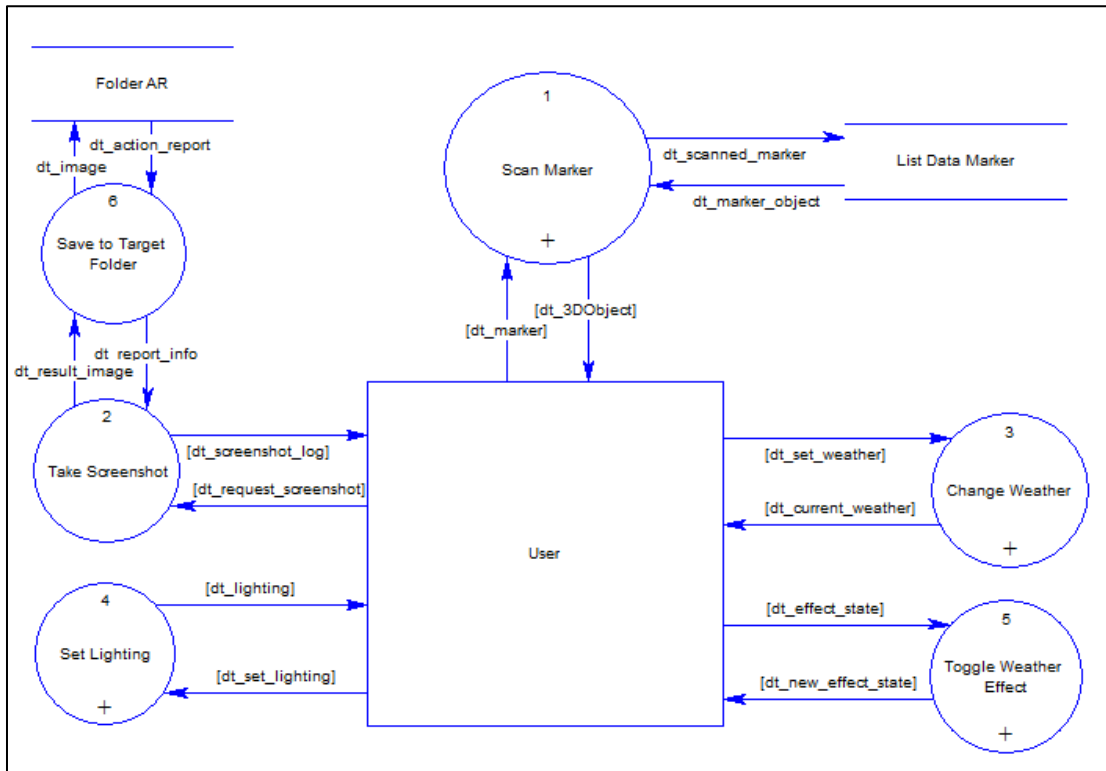 Folder AR
dt_image
dt_action_report
6
Save to Target
Folder
dt_result_image
dt_report_info
2
Take Screenshot
[dt_screenshot_log]
[dt_request_screenshot]
4
Set Lighting
+
[dt_lighting]
[dt_set_lighting]
1
Scan Marker
+
dt_scanned_marker
dt_marker_object
List Data Marker
[dt_marker]
[dt_3DObject]
User
[dt_set_weather]
[dt_current_weather]
3
Change Weather
+
[dt_effect_state]
[dt_new_effect_state]
5
Toggle Weather
Effect
+